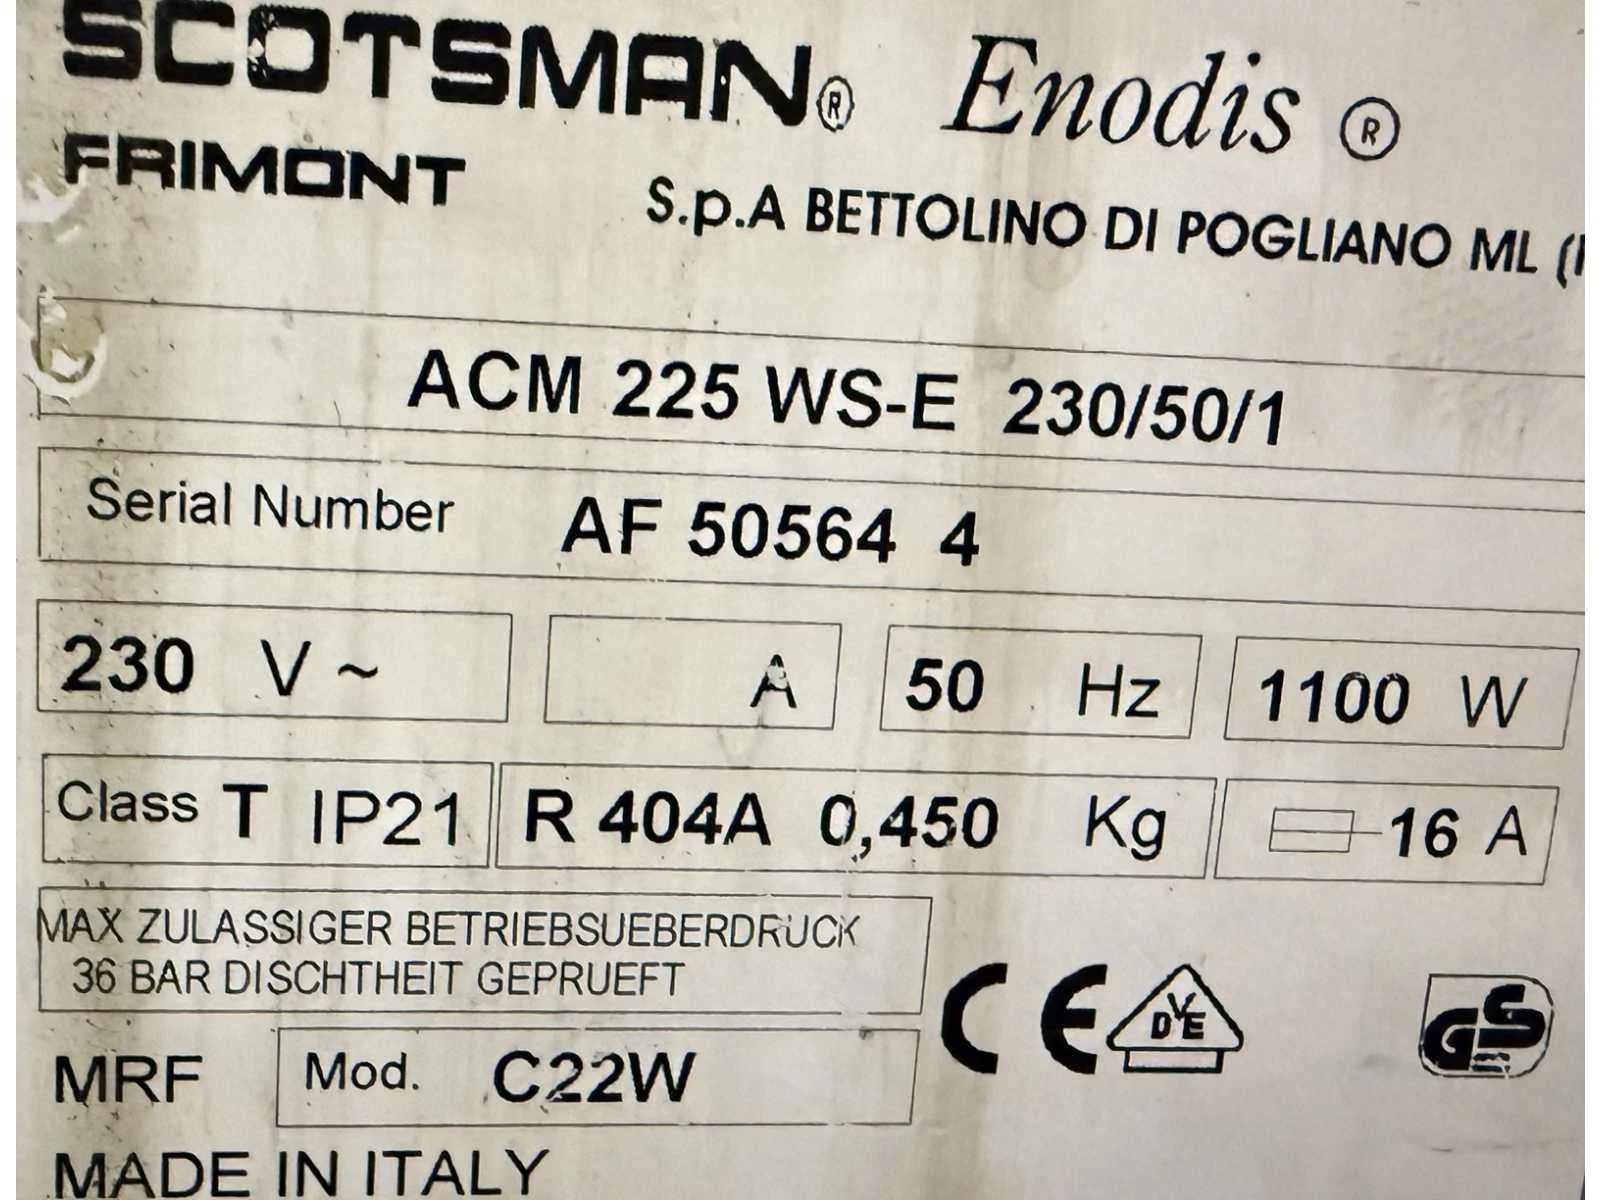 SCOTSMAN® Enodis ®
FRIMONT
S.p.A BETTOLINO DI POGLIANO ML
ACM 225 WS-E 230/50/1
Serial Number AF 50564 4
230 V ~ A 50 Hz 1100 W
Class T IP21 R 404A 0,450 Kg 16 A
MAX ZULASSIGER BETRIEBSUEBERDRUCK
36 BAR DISCHTHEIT GEPRUEFT
CE DVE GS
MRF Mod. C22W
MADE IN ITALY